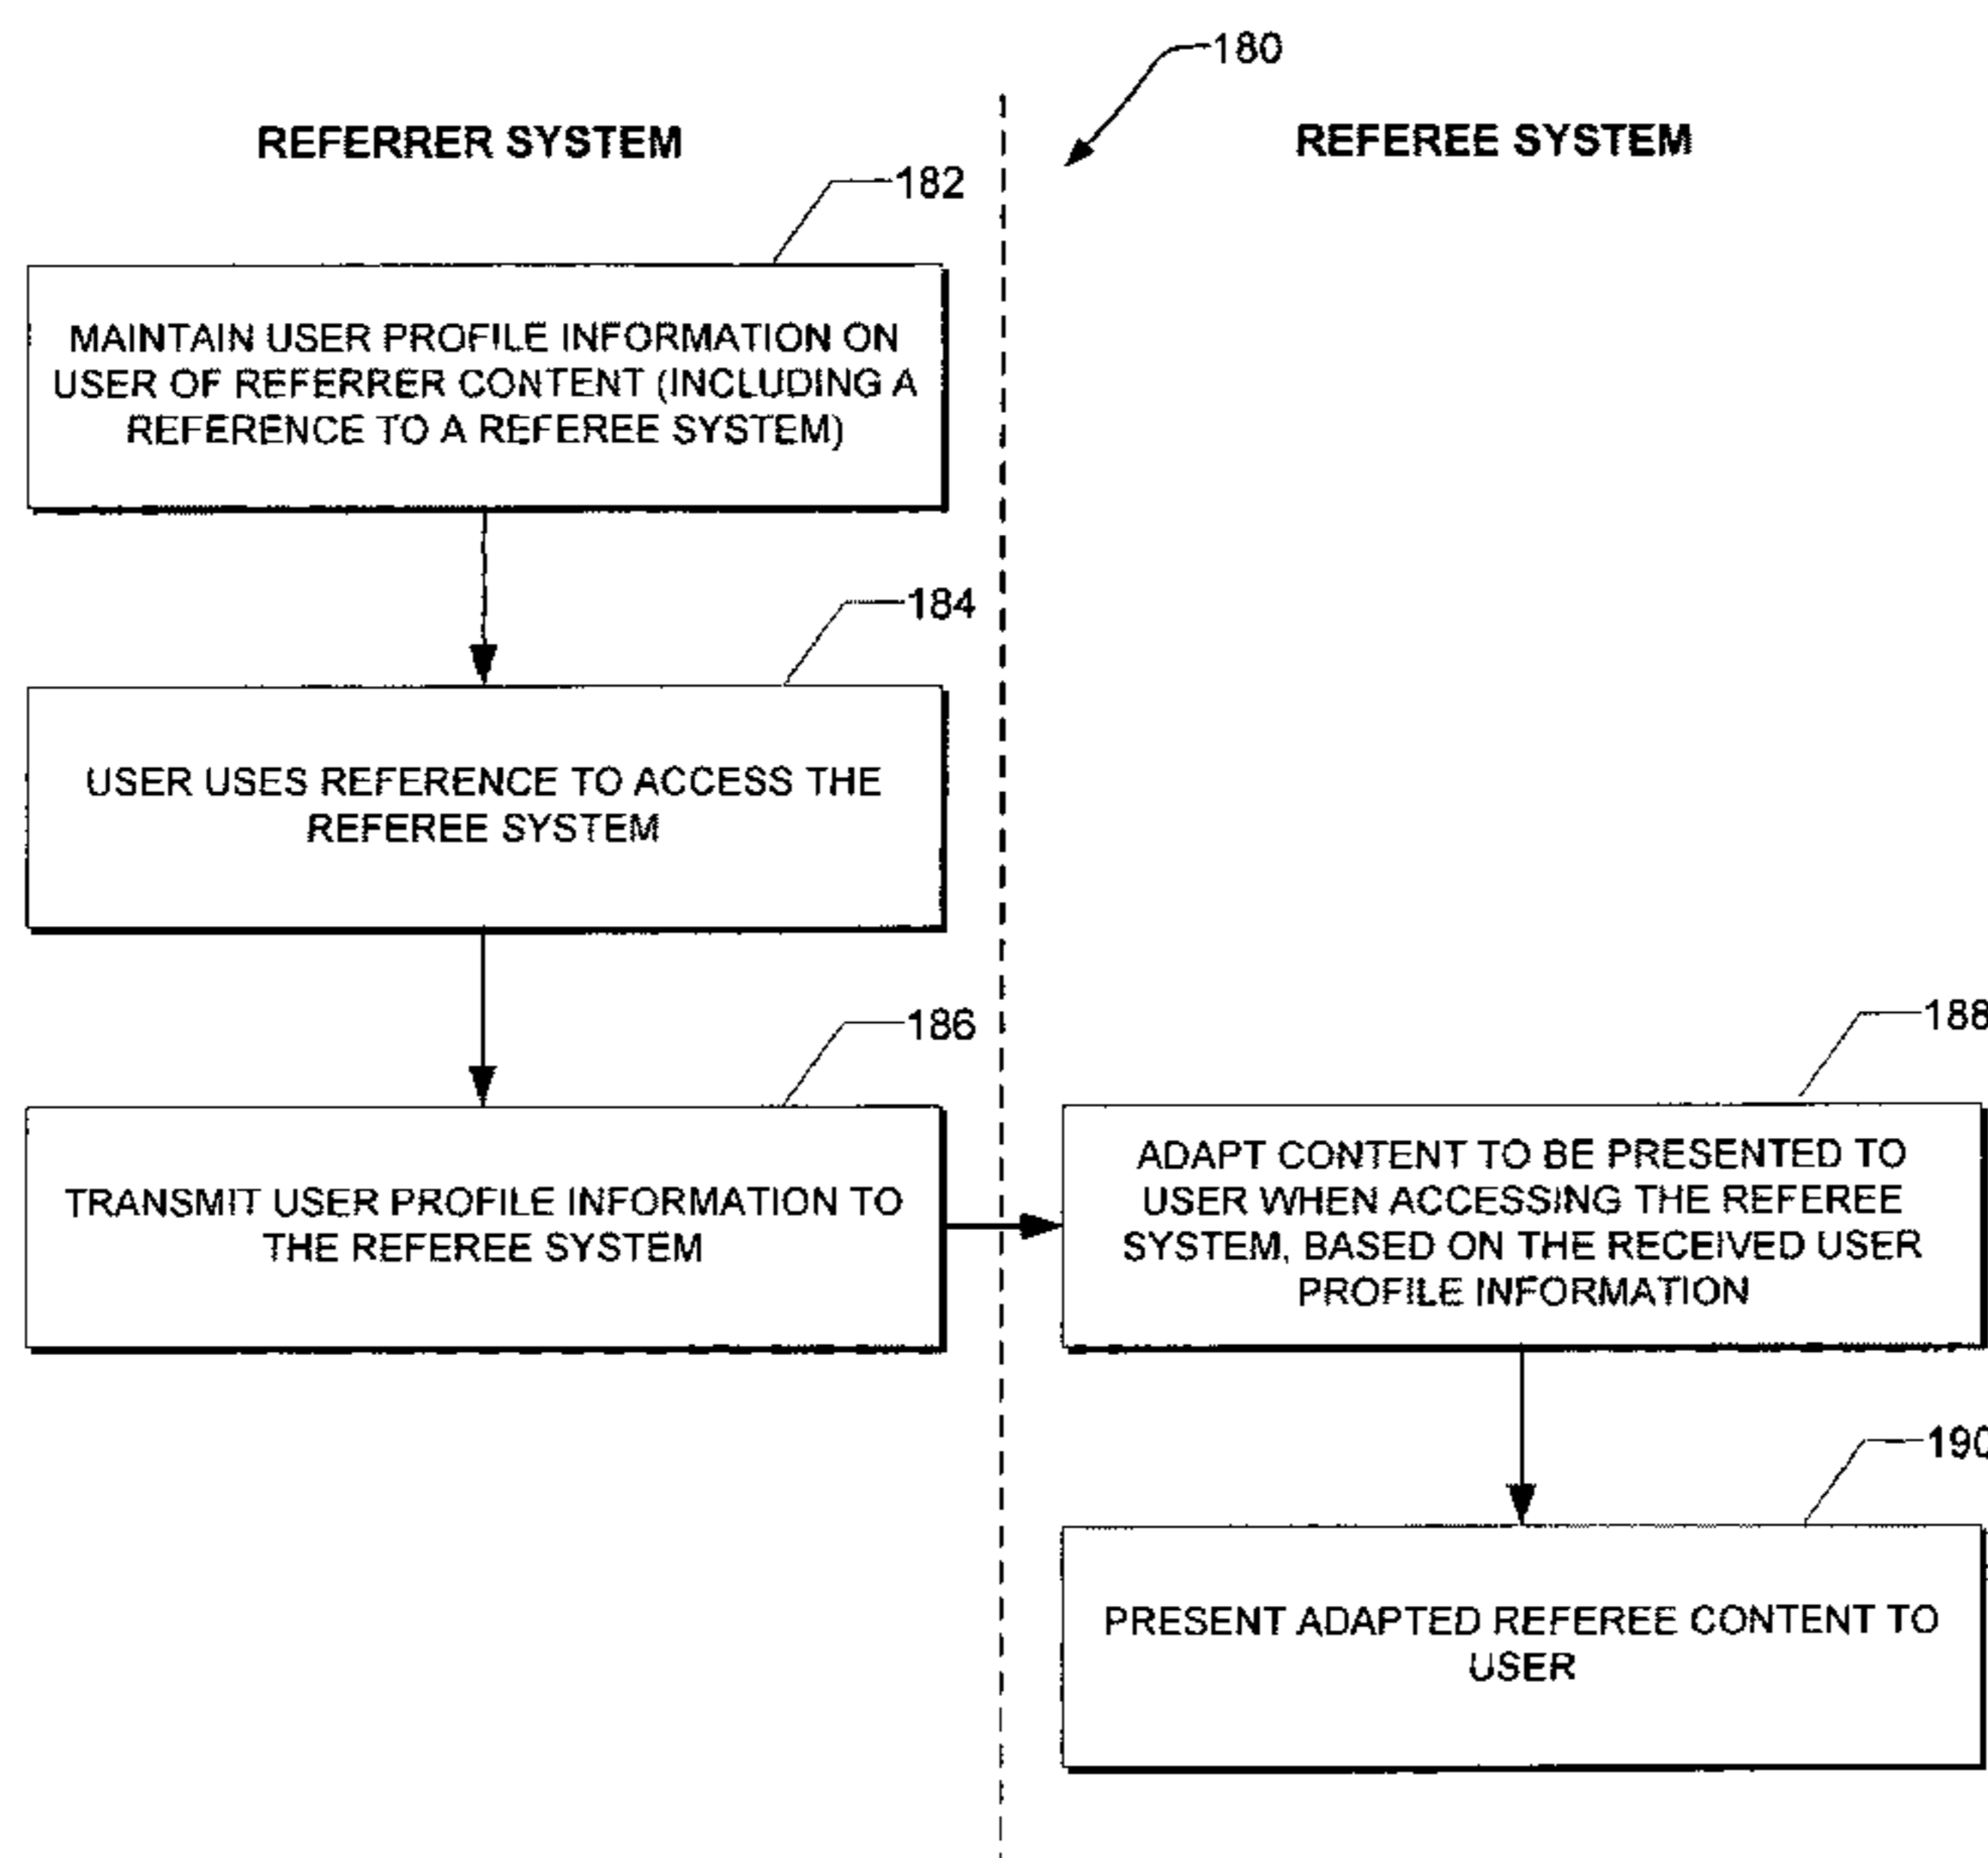 180
REFERRER SYSTEM
REFEREE SYSTEM
182
MAINTAIN USER PROFILE INFORMATION ON
USER OF REFERRER CONTENT (INCLUDING A
REFERENCE TO A REFEREE SYSTEM)
184
USER USES REFERENCE TO ACCESS THE
REFEREE SYSTEM
186
TRANSMIT USER PROFILE INFORMATION TO
THE REFEREE SYSTEM
188
ADAPT CONTENT TO BE PRESENTED TO
USER WHEN ACCESSING THE REFEREE
SYSTEM, BASED ON THE RECEIVED USER
PROFILE INFORMATION
190
PRESENT ADAPTED REFEREE CONTENT TO
USER